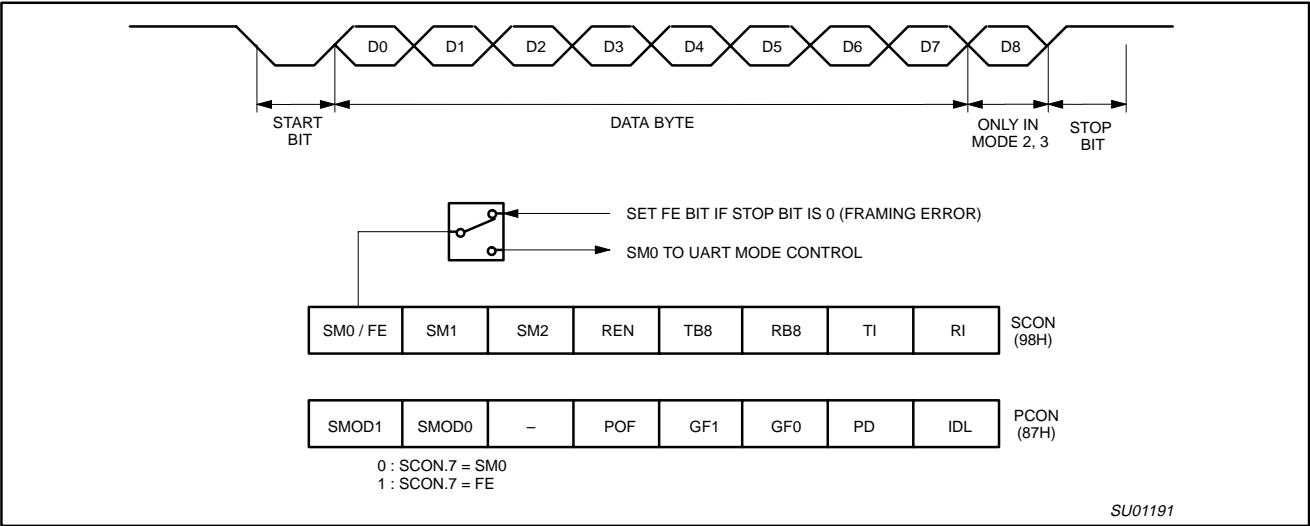 D0 D1 D2 D3 D4 D5 D6 D7 D8
START
BIT
DATA BYTE
ONLY IN
MODE 2, 3
STOP
BIT
SET FE BIT IF STOP BIT IS 0 (FRAMING ERROR)
SM0 TO UART MODE CONTROL
SM0 / FE SM1 SM2 REN TB8 RB8 TI RI
SCON
(98H)
SMOD1 SMOD0 – POF GF1 GF0 PD IDL
PCON
(87H)
0 : SCON.7 = SM0
1 : SCON.7 = FE
SU01191